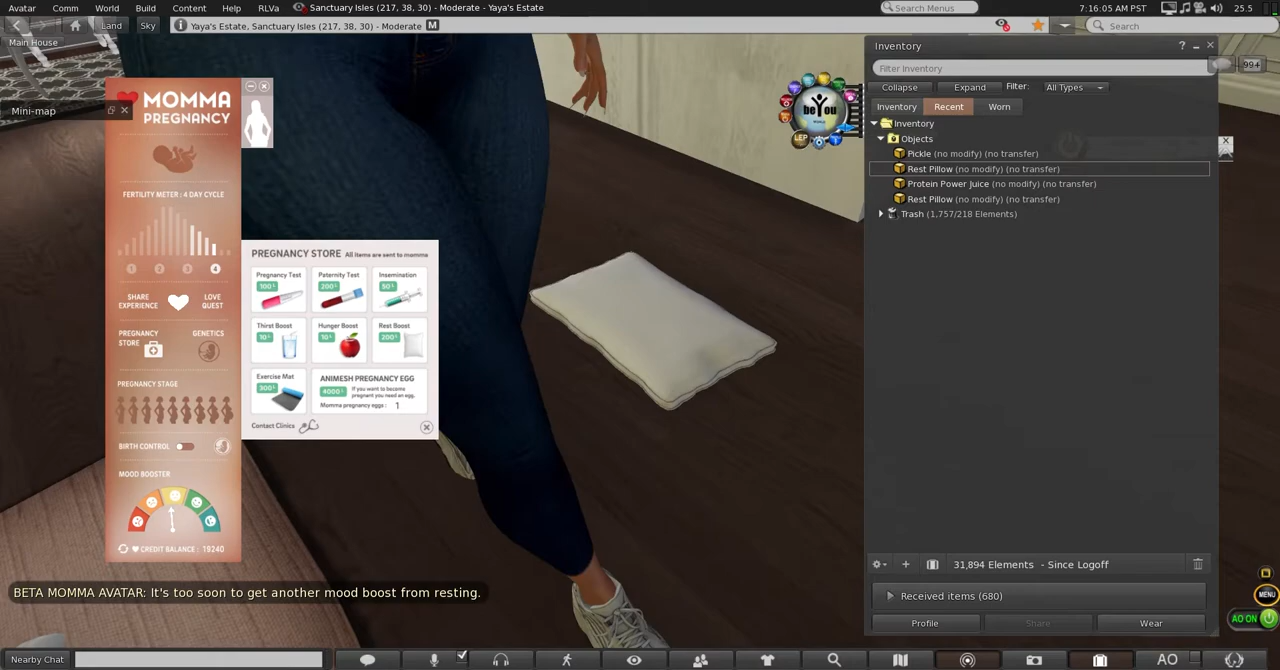 Avatar Comm World Build Content Help RLVa Sanctuary Isles (217, 38, 30) - Moderate - Yaya's Estate Search Menus 7:16:05 AM PST 25.5
Land Sky Yaya's Estate, Sanctuary Isles (217, 38, 30) - Moderate M Search
Main House
Mini-map
MOMMA
PREGNANCY
FERTILITY METER : 4 DAY CYCLE
1 2 3 4
SHARE
EXPERIENCE
LOVE
QUEST
PREGNANCY
STORE
GENETICS
PREGNANCY STAGE
BIRTH CONTROL
MOOD BOOSTER
CREDIT BALANCE : 19240
PREGNANCY STORE All items are sent to momma
Pregnancy Test Paternity Test Insemination
100 L 200 L 50 L
Thirst Boost Hunger Boost Rest Boost
10 L 10 L 200 L
Exercise Mat
300 L
ANIMESH PREGNANCY EGG
4000 L
If you want to become
pregnant you need an egg.
Momma pregnancy eggs : 1
Contact Clinics
beYou
WORLD
LEP
Inventory ?
99+
Filter Inventory
Collapse Expand Filter: All Types
Inventory Recent Worn
Inventory
Objects
Pickle (no modify) (no transfer)
Rest Pillow (no modify) (no transfer)
Protein Power Juice (no modify) (no transfer)
Rest Pillow (no modify) (no transfer)
Trash (1,757/218 Elements)
31,894 Elements - Since Logoff
Received items (680)
Profile Share Wear
MENU
AO ON
BETA MOMMA AVATAR: It's too soon to get another mood boost from resting.
Nearby Chat AO